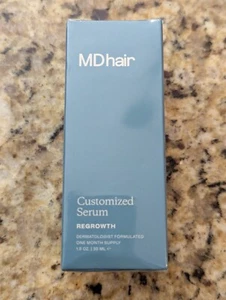 MDhair
Customized
Serum
REGROWTH
DERMATOLOGIST FORMULATED
ONE MONTH SUPPLY